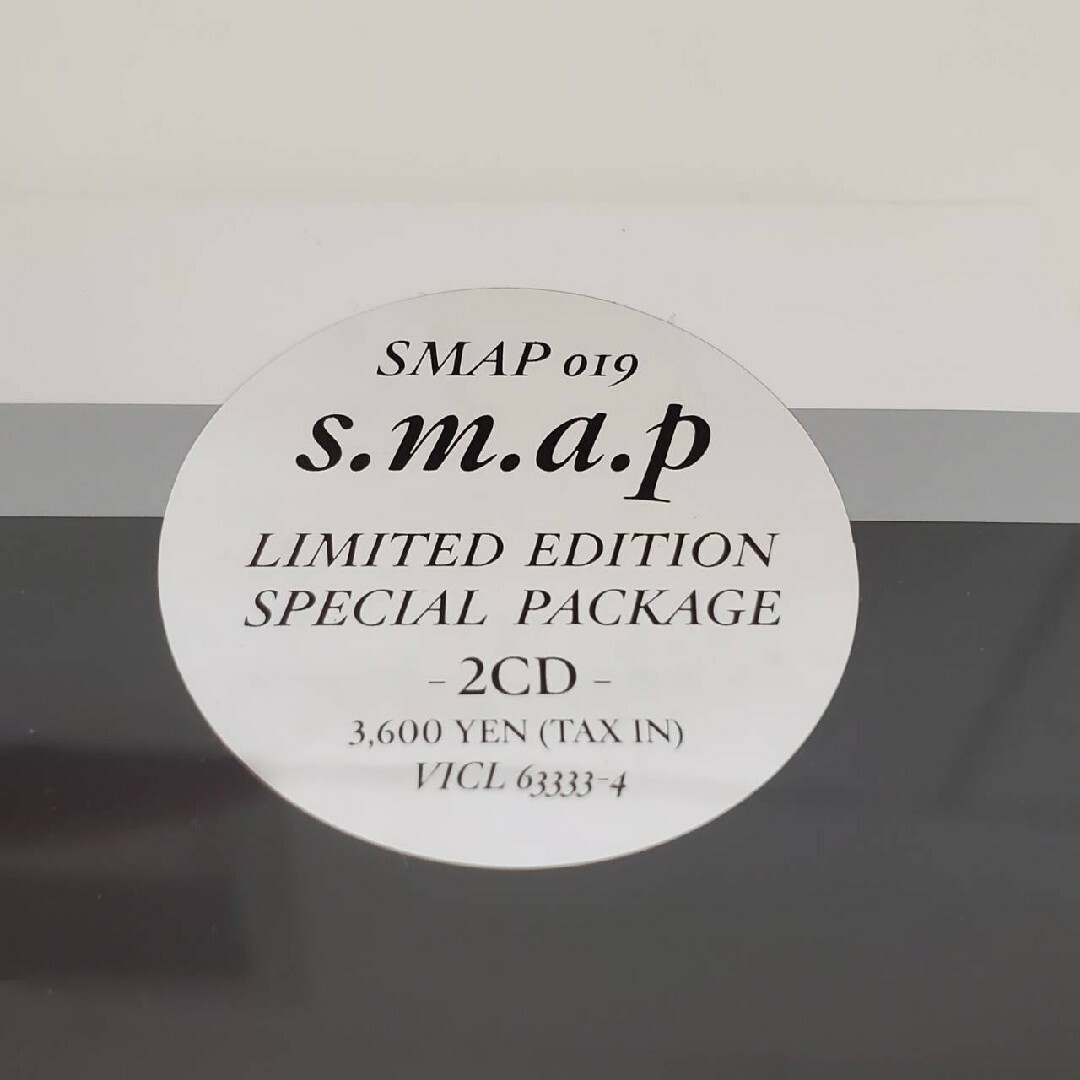 SMAP 019
s.m.a.p
LIMITED EDITION
SPECIAL PACKAGE
- 2CD -
3,600 YEN (TAX IN)
VICL 63333-4